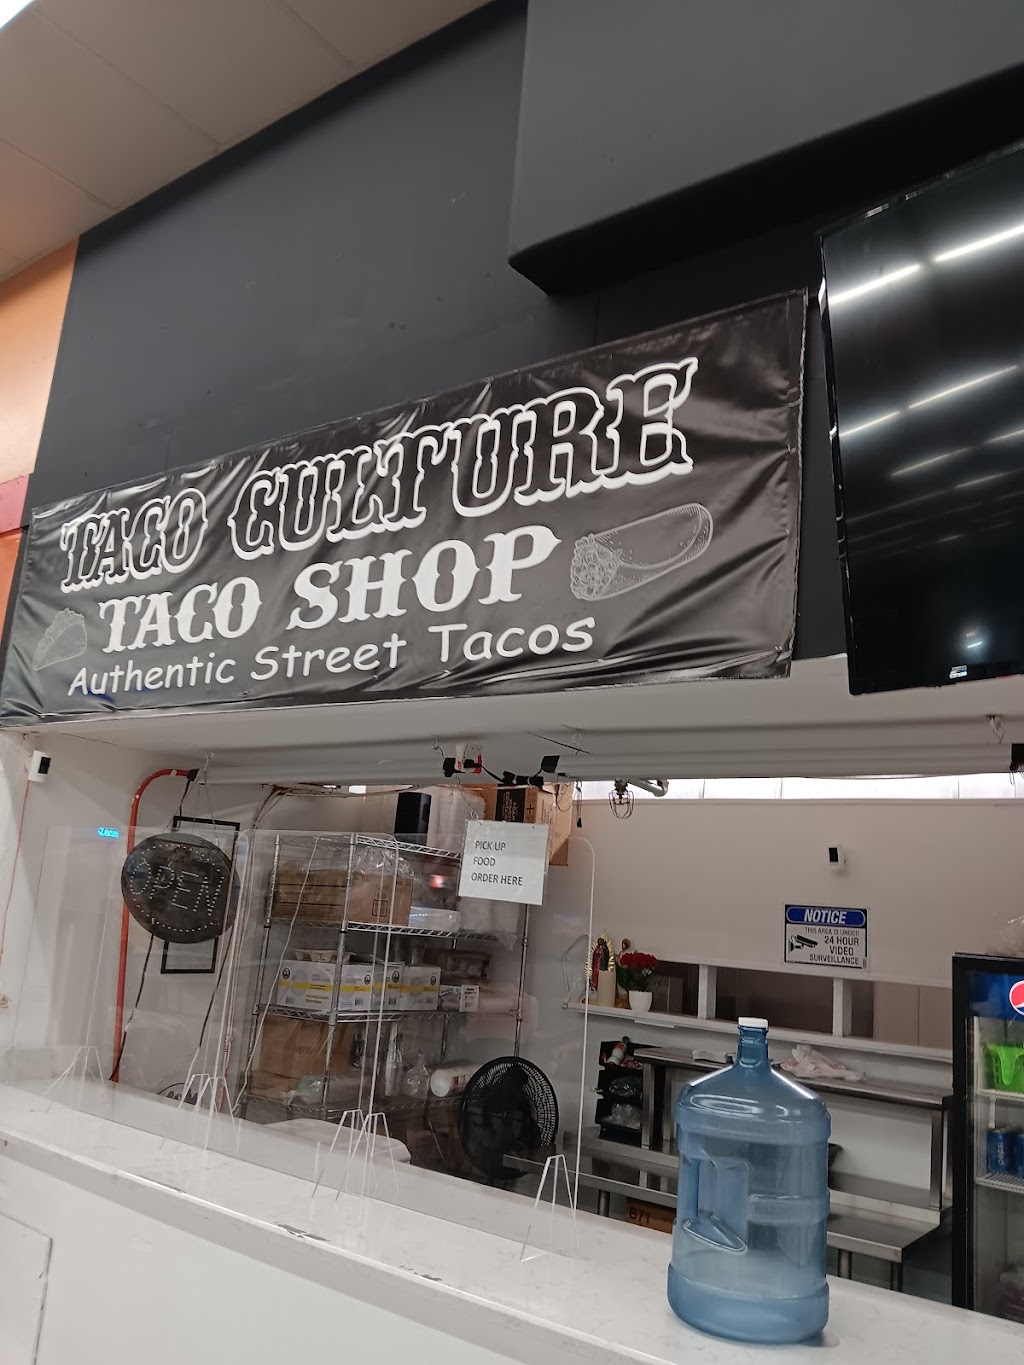 TACO CULTURE
TACO SHOP
Authentic Street Tacos
OPEN
PICK UP
FOOD
ORDER HERE
NOTICE
THIS AREA IS UNDER
24 HOUR
VIDEO
SURVEILLANCE
B71